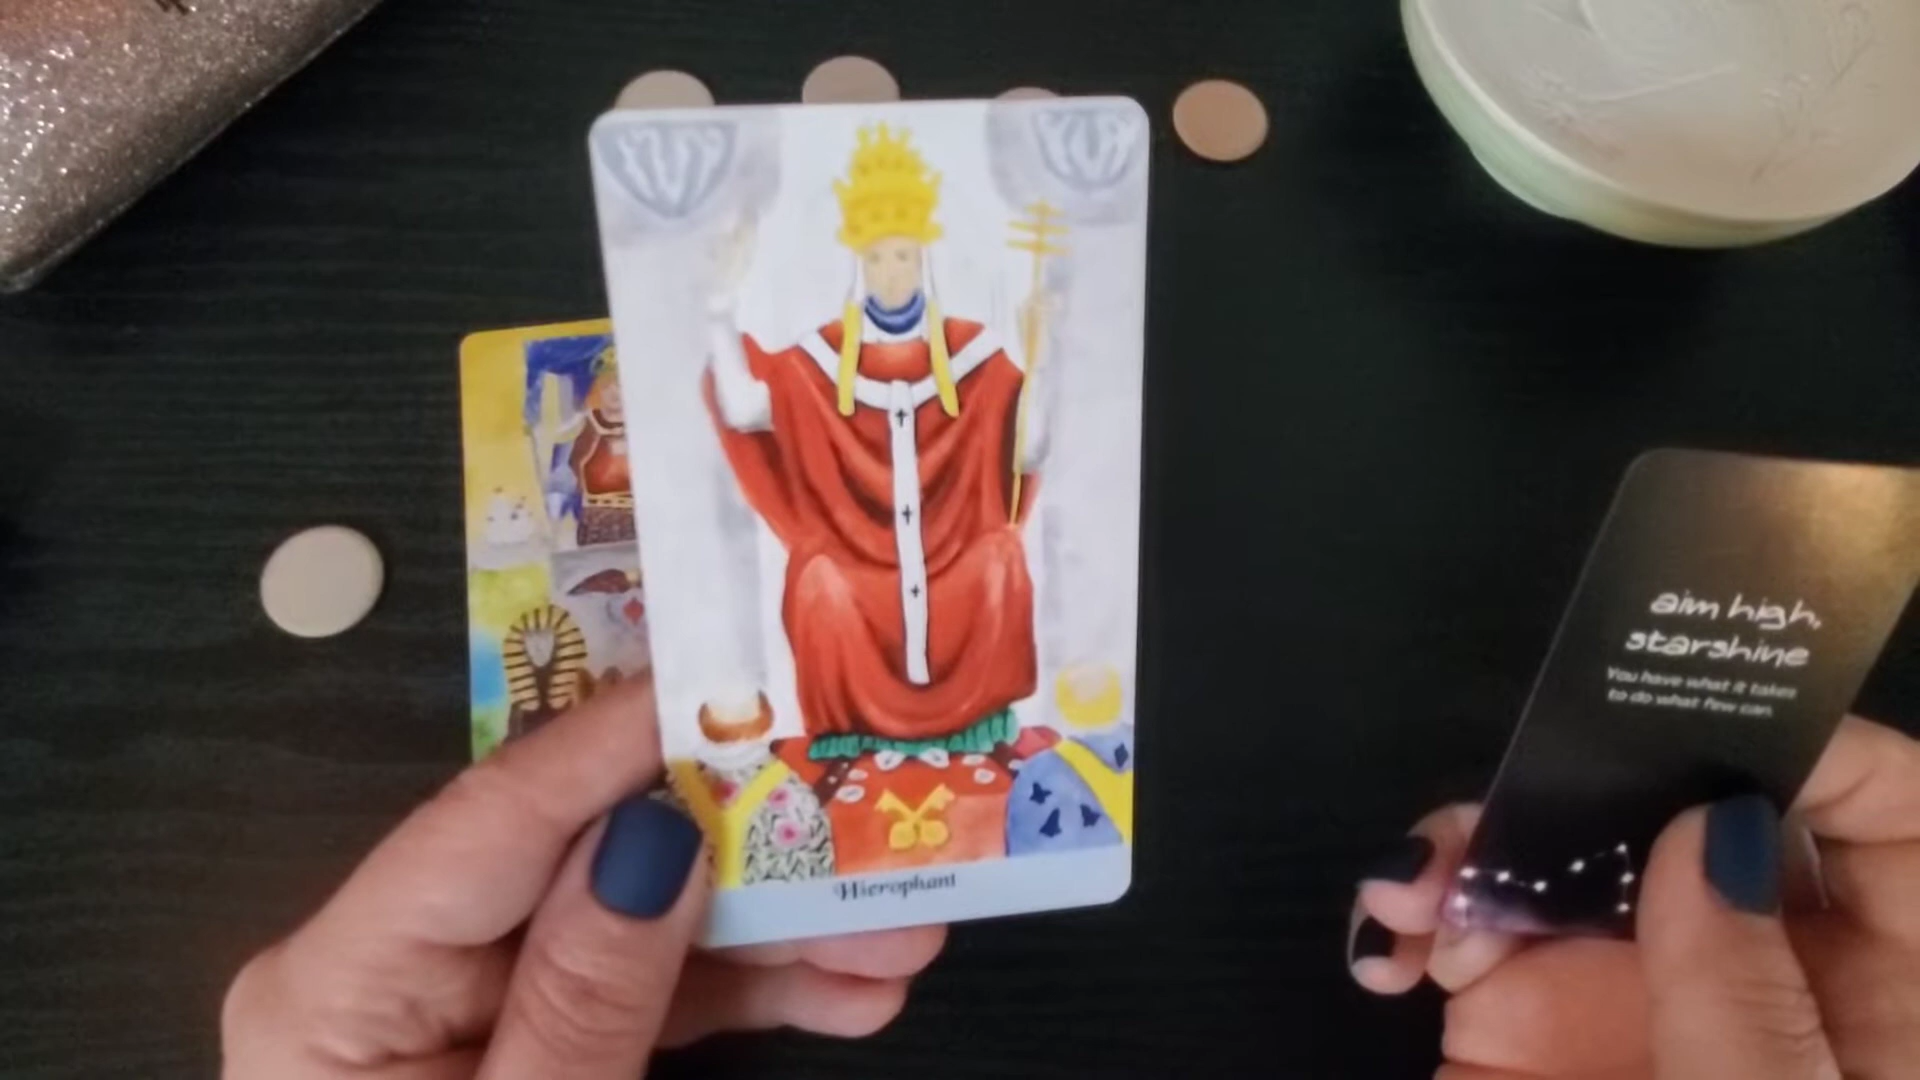 Hierophant
aim high,
starshine
You have what it takes
to do what few can.